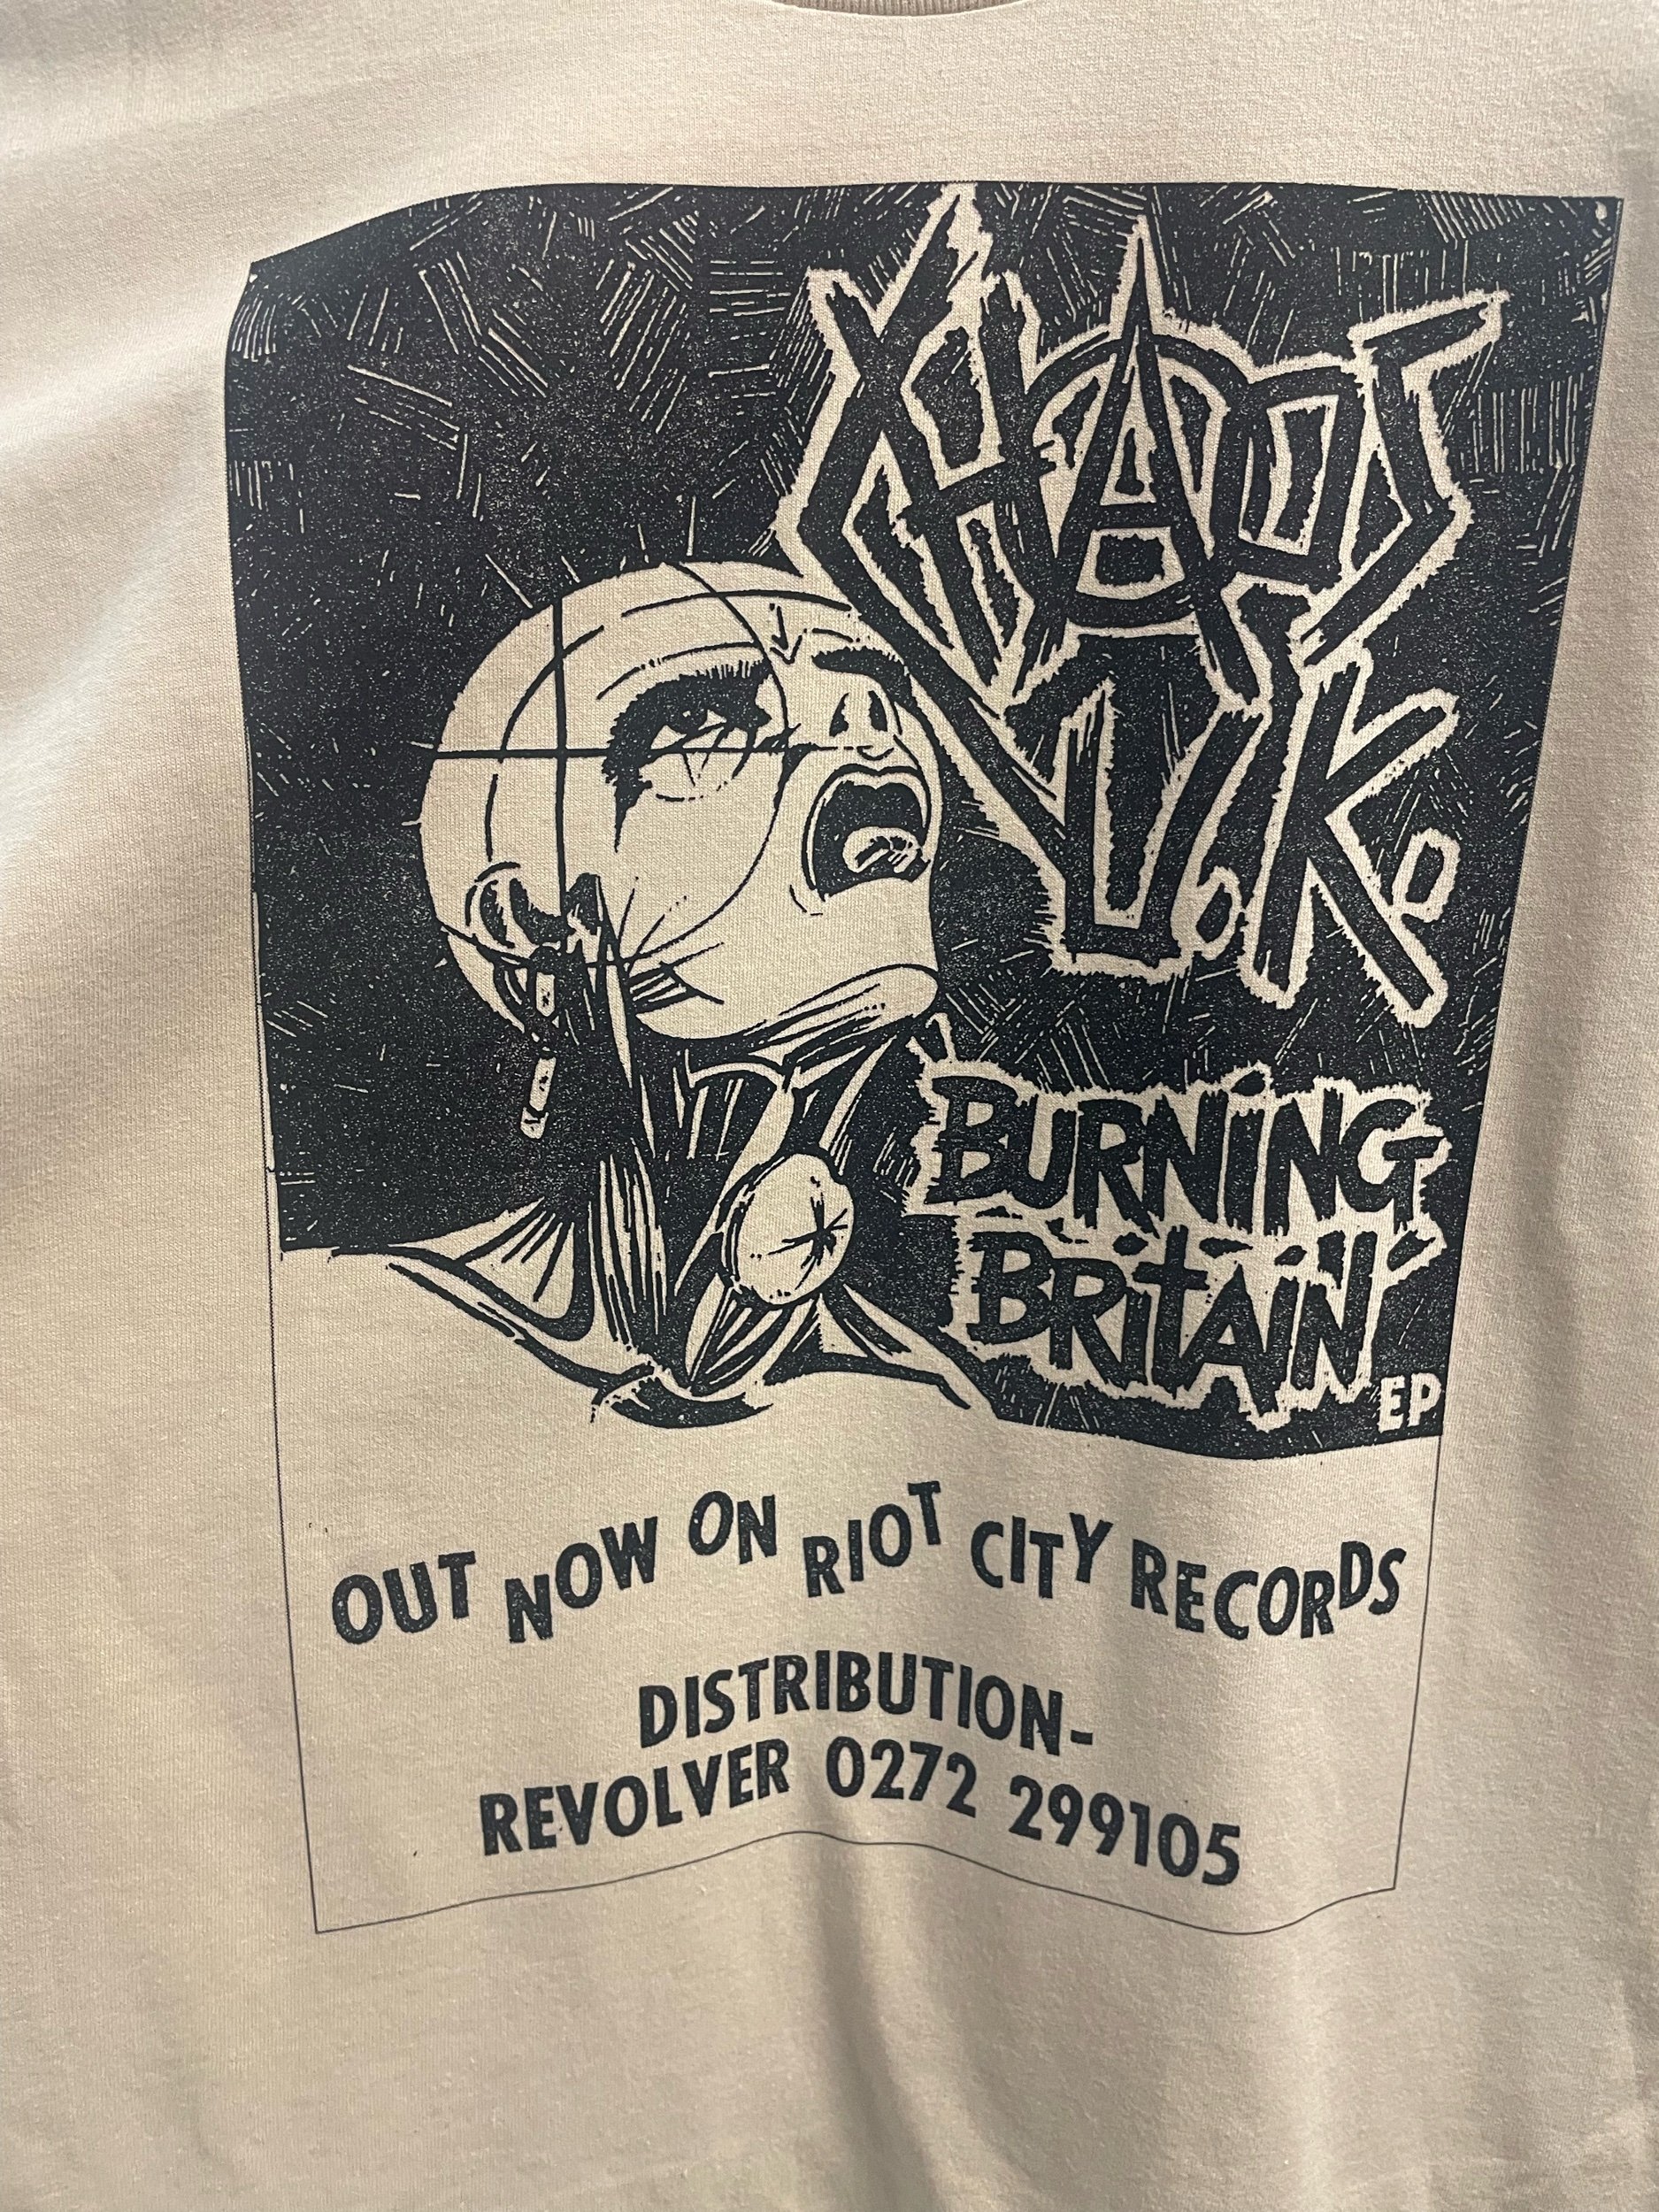 CHAOS
U.K.
BURNiNG
BRitAiN
EP
OUT NOW ON RIOT CITY RECORDS
DISTRIBUTION-
REVOLVER 0272 299105